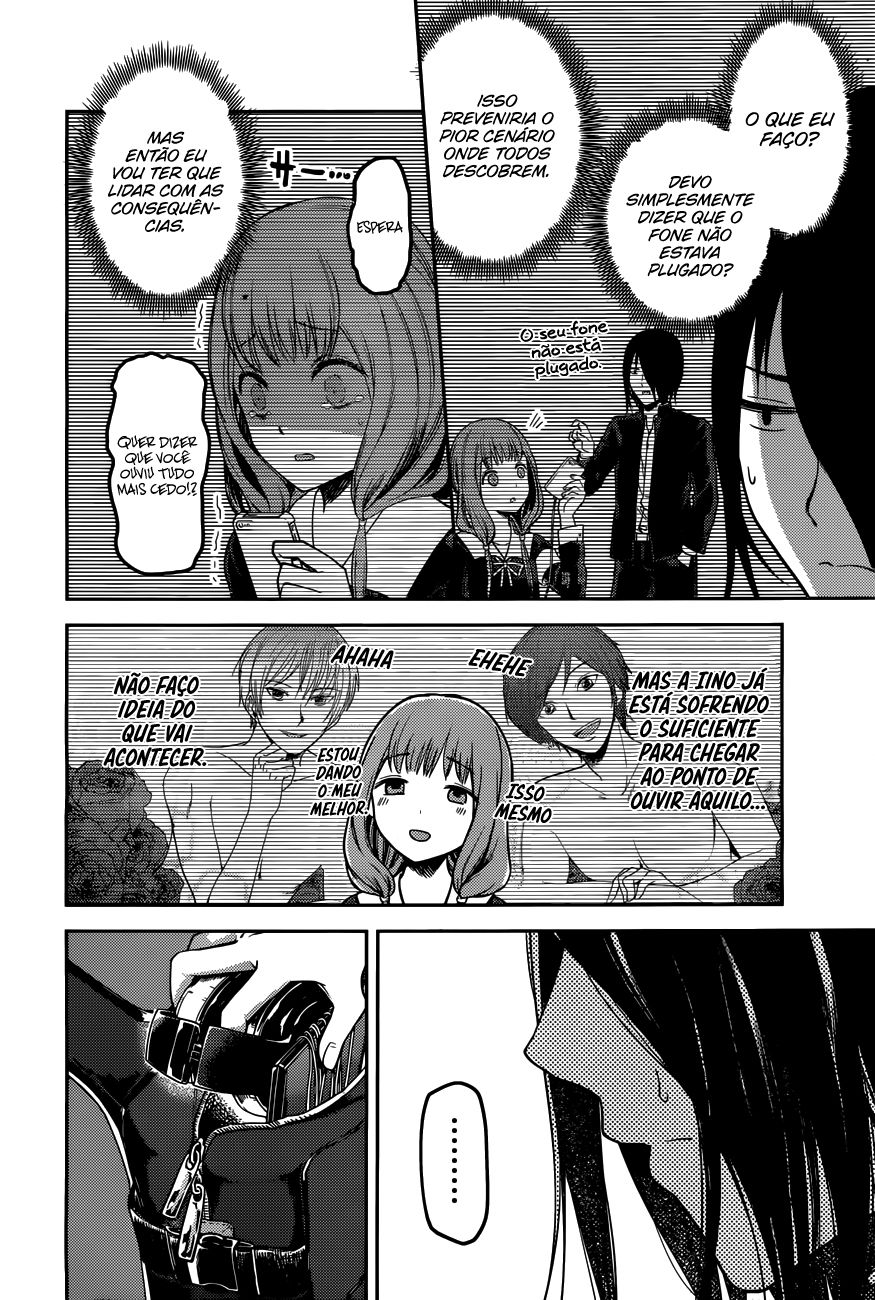 O QUE EU
FAÇO?
DEVO
SIMPLESMENTE
DIZER QUE O
FONE NÃO
ESTAVA
PLUGADO?
ISSO
PREVENIRIA O
PIOR CENÁRIO
ONDE TODOS
DESCOBREM.
O seu fone
não está
plugado.
MAS
ENTÃO EU
VOU TER QUE
LIDAR COM AS
CONSEQUÊN-
CIAS.
サー…
ESPERA
QUER DIZER
QUE VOCÊ
OUVIU TUDO
MAIS CEDO!?
MAS A IINO JÁ
ESTÁ SOFRENDO
O SUFICIENTE
PARA CHEGAR
AO PONTO DE
OUVIR AQUILO...
EHEHE
AHAHA
ISSO
MESMO
ESTOU
DANDO
O MEU
MELHOR!
NÃO FAÇO
IDEIA DO
QUE VAI
ACONTECER.
.........